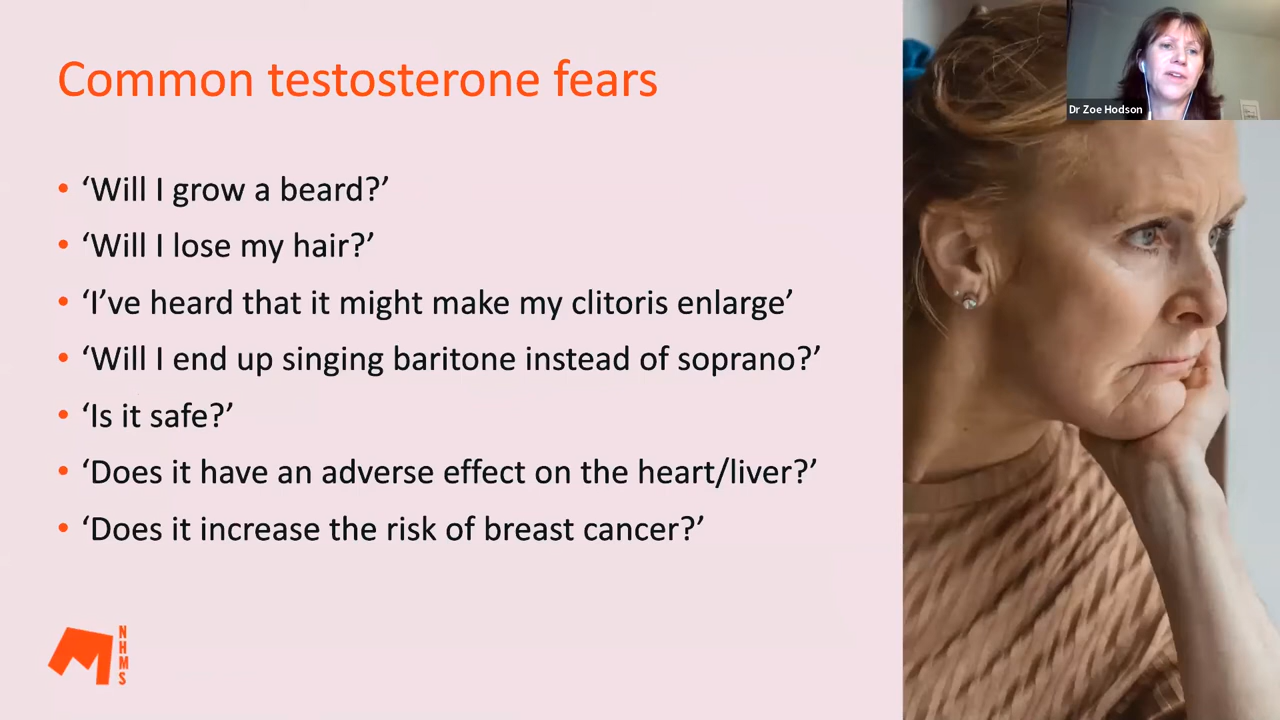 Common testosterone fears
Dr Zoe Hodson
• ‘Will I grow a beard?’
• ‘Will I lose my hair?’
• ‘I’ve heard that it might make my clitoris enlarge’
• ‘Will I end up singing baritone instead of soprano?’
• ‘Is it safe?’
• ‘Does it have an adverse effect on the heart/liver?’
• ‘Does it increase the risk of breast cancer?’
NHMS